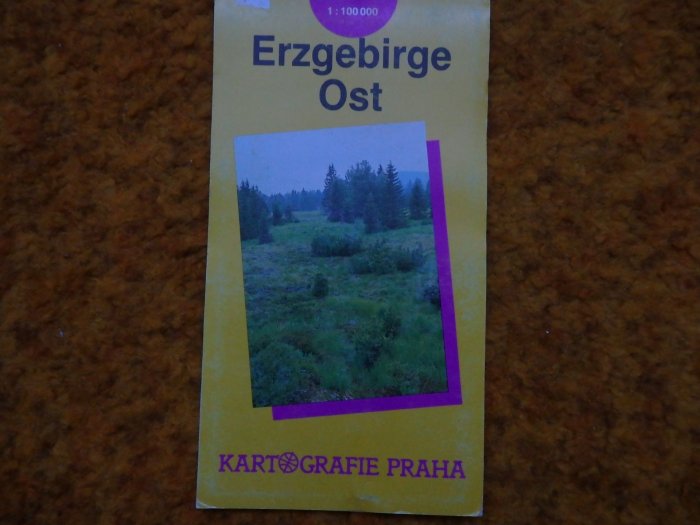 1 : 100 000
Erzgebirge
Ost
KARTOGRAFIE PRAHA